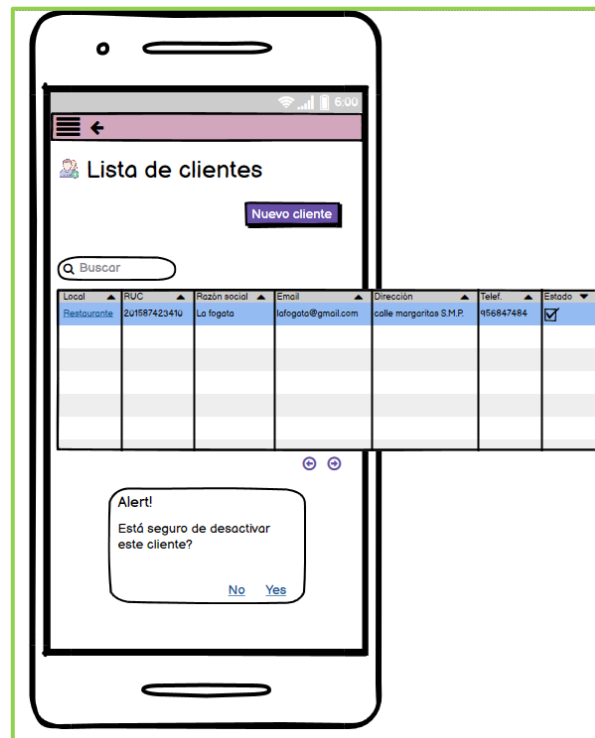 6:00
Lista de clientes
Nuevo cliente
Buscar
Local RUC Razón social Email Dirección Telef. Estado
Restaurante 201587423410 La fogata lafogata@gmail.com calle margaritas S.M.P. 956847484
Alert!
Está seguro de desactivar
este cliente?
No Yes